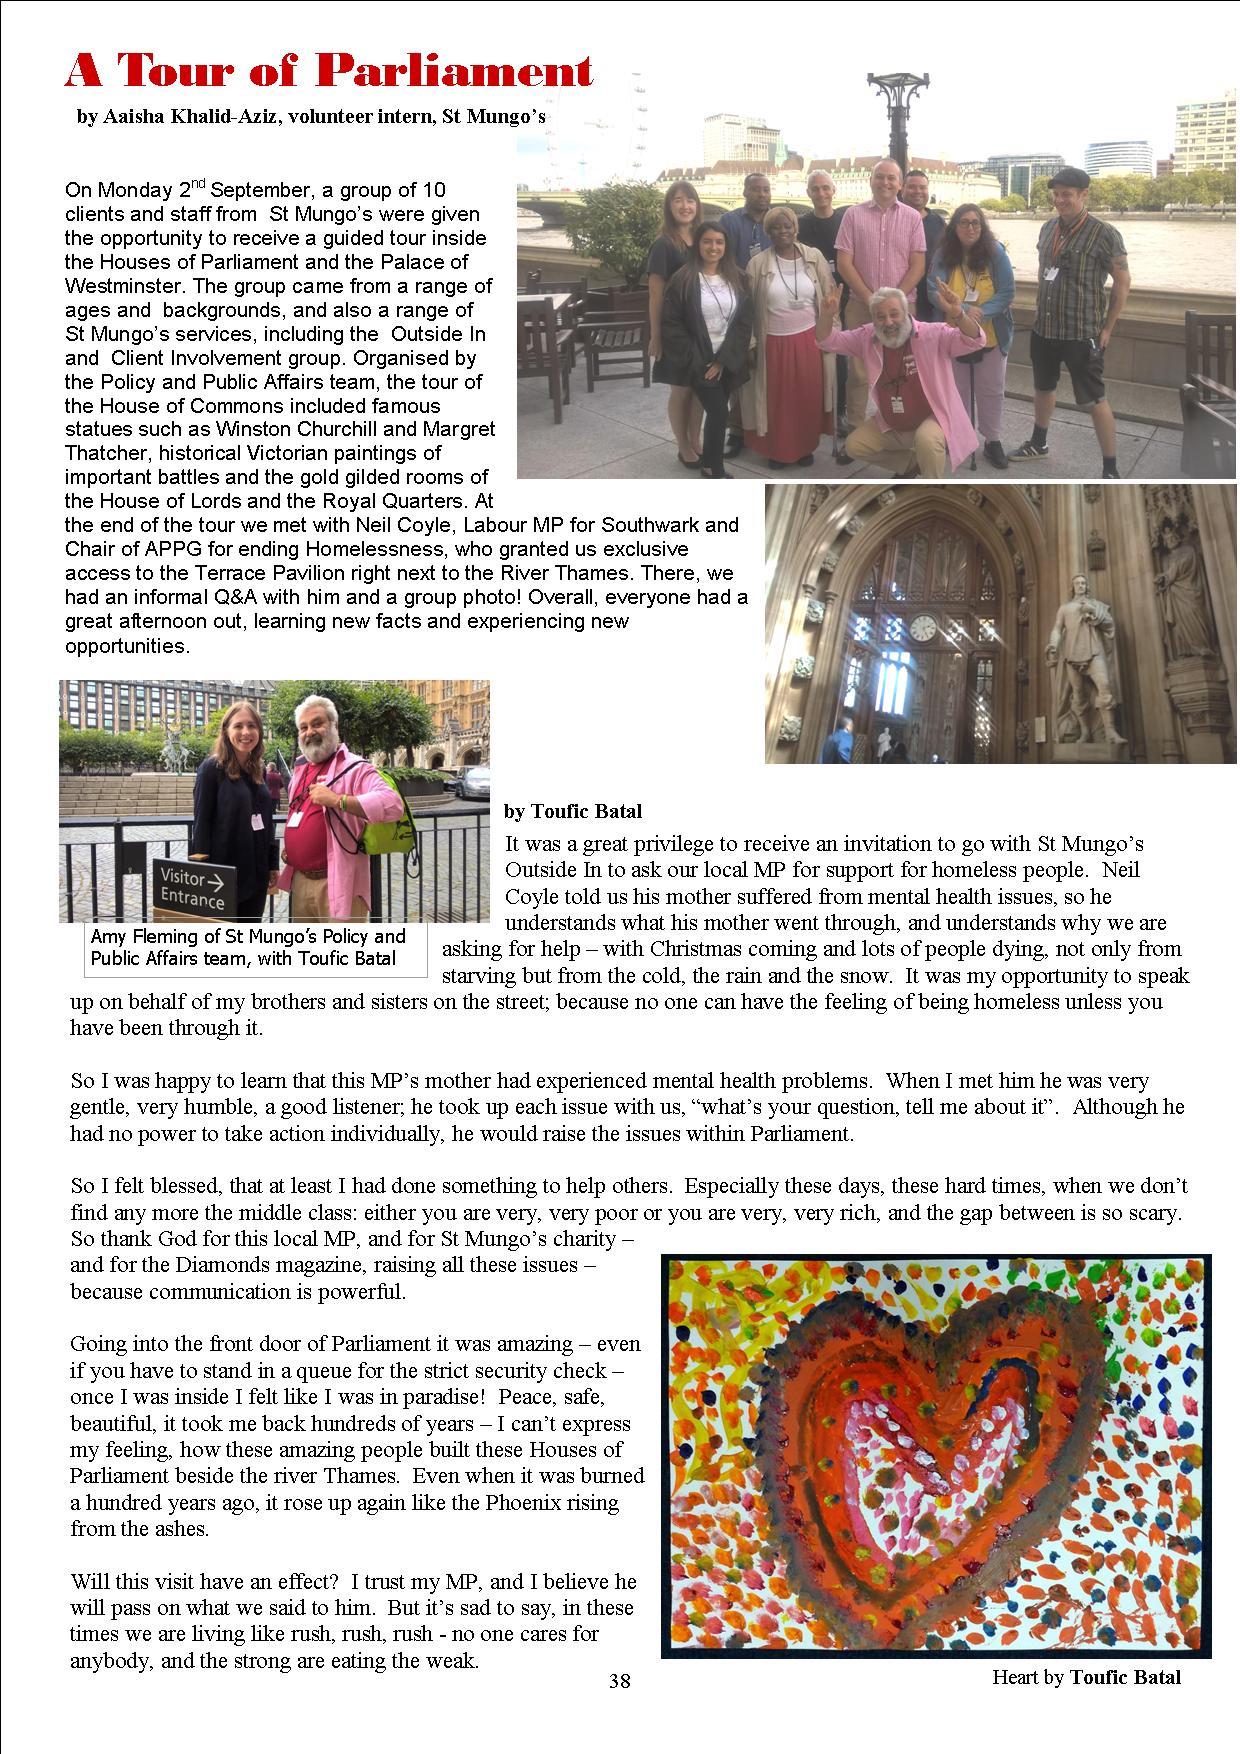 A Tour of Parliament
by Aaisha Khalid-Aziz, volunteer intern, St Mungo's
On Monday 2nd September, a group of 10
clients and staff from  St Mungo's were given
the opportunity to receive a guided tour inside
the Houses of Parliament and the Palace of
Westminster. The group came from a range of
ages and  backgrounds, and also a range of
St Mungo's services, including the  Outside In
and  Client Involvement group. Organised by
the Policy and Public Affairs team, the tour of
the House of Commons included famous
statues such as Winston Churchill and Margret
Thatcher, historical Victorian paintings of
important battles and the gold gilded rooms of
the House of Lords and the Royal Quarters. At
the end of the tour we met with Neil Coyle, Labour MP for Southwark and
Chair of APPG for ending Homelessness, who granted us exclusive
access to the Terrace Pavilion right next to the River Thames. There, we
had an informal Q&A with him and a group photo! Overall, everyone had a
great afternoon out, learning new facts and experiencing new
opportunities.
Visitor →
Entrance
Amy Fleming of St Mungo's Policy and
Public Affairs team, with Toufic Batal
by Toufic Batal
It was a great privilege to receive an invitation to go with St Mungo's
Outside In to ask our local MP for support for homeless people.  Neil
Coyle told us his mother suffered from mental health issues, so he
understands what his mother went through, and understands why we are
asking for help – with Christmas coming and lots of people dying, not only from
starving but from the cold, the rain and the snow.  It was my opportunity to speak
up on behalf of my brothers and sisters on the street; because no one can have the feeling of being homeless unless you
have been through it.
So I was happy to learn that this MP's mother had experienced mental health problems.  When I met him he was very
gentle, very humble, a good listener; he took up each issue with us, “what's your question, tell me about it”.  Although he
had no power to take action individually, he would raise the issues within Parliament.
So I felt blessed, that at least I had done something to help others.  Especially these days, these hard times, when we don't
find any more the middle class: either you are very, very poor or you are very, very rich, and the gap between is so scary.
So thank God for this local MP, and for St Mungo's charity –
and for the Diamonds magazine, raising all these issues –
because communication is powerful.
Going into the front door of Parliament it was amazing – even
if you have to stand in a queue for the strict security check –
once I was inside I felt like I was in paradise!  Peace, safe,
beautiful, it took me back hundreds of years – I can't express
my feeling, how these amazing people built these Houses of
Parliament beside the river Thames.  Even when it was burned
a hundred years ago, it rose up again like the Phoenix rising
from the ashes.
Will this visit have an effect?  I trust my MP, and I believe he
will pass on what we said to him.  But it's sad to say, in these
times we are living like rush, rush, rush - no one cares for
anybody, and the strong are eating the weak.
Heart by Toufic Batal
38